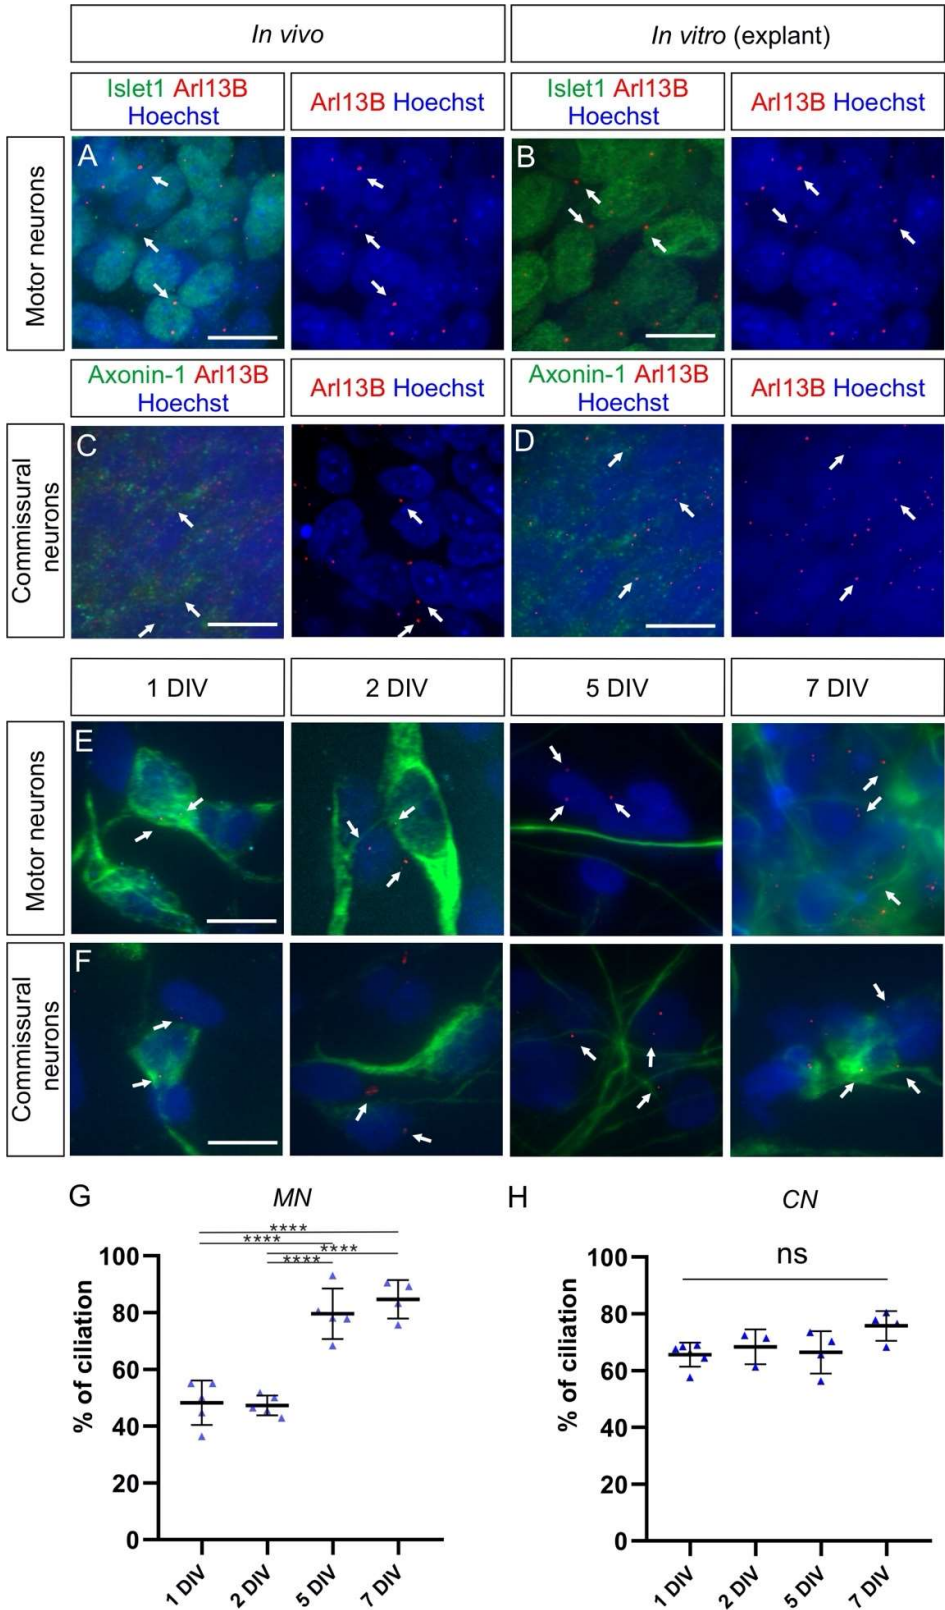 In vivo
In vitro (explant)
Islet1 Arl13B
Hoechst
Arl13B Hoechst
Islet1 Arl13B
Hoechst
Arl13B Hoechst
Motor neurons
A
B
Axonin-1 Arl13B
Hoechst
Arl13B Hoechst
Axonin-1 Arl13B
Hoechst
Arl13B Hoechst
Commissural
neurons
C
D
1 DIV
2 DIV
5 DIV
7 DIV
Motor neurons
E
Commissural
neurons
F
G
MN
****
****
****
****
% of ciliation
100
80
60
40
20
0
1 DIV
2 DIV
5 DIV
7 DIV
H
CN
ns
% of ciliation
100
80
60
40
20
0
1 DIV
2 DIV
5 DIV
7 DIV